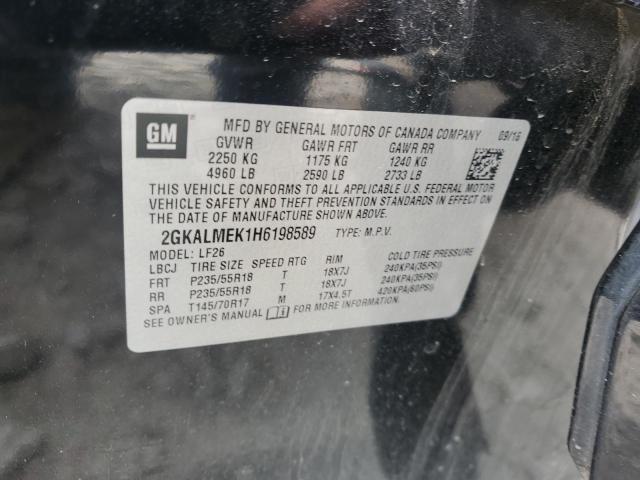 GM MFD BY GENERAL MOTORS OF CANADA COMPANY 09/16
GVWR GAWR FRT GAWR RR
2250 KG 1175 KG 1240 KG
4960 LB 2590 LB 2733 LB
THIS VEHICLE CONFORMS TO ALL APPLICABLE U.S. FEDERAL MOTOR
VEHICLE SAFETY AND THEFT PREVENTION STANDARDS IN EFFECT ON THE
DATE OF MANUFACTURE SHOWN ABOVE.
2GKALMEK1H6198589 TYPE: M.P.V.
MODEL: LF26
LBCJ TIRE SIZE SPEED RTG RIM COLD TIRE PRESSURE
FRT P235/55R18 T 18X7J 240KPA(35PSI)
RR P235/55R18 T 18X7J 240KPA(35PSI)
SPA T145/70R17 M 17X4.5T 420KPA(60PSI)
SEE OWNER'S MANUAL FOR ADDITIONAL INFORMATION.